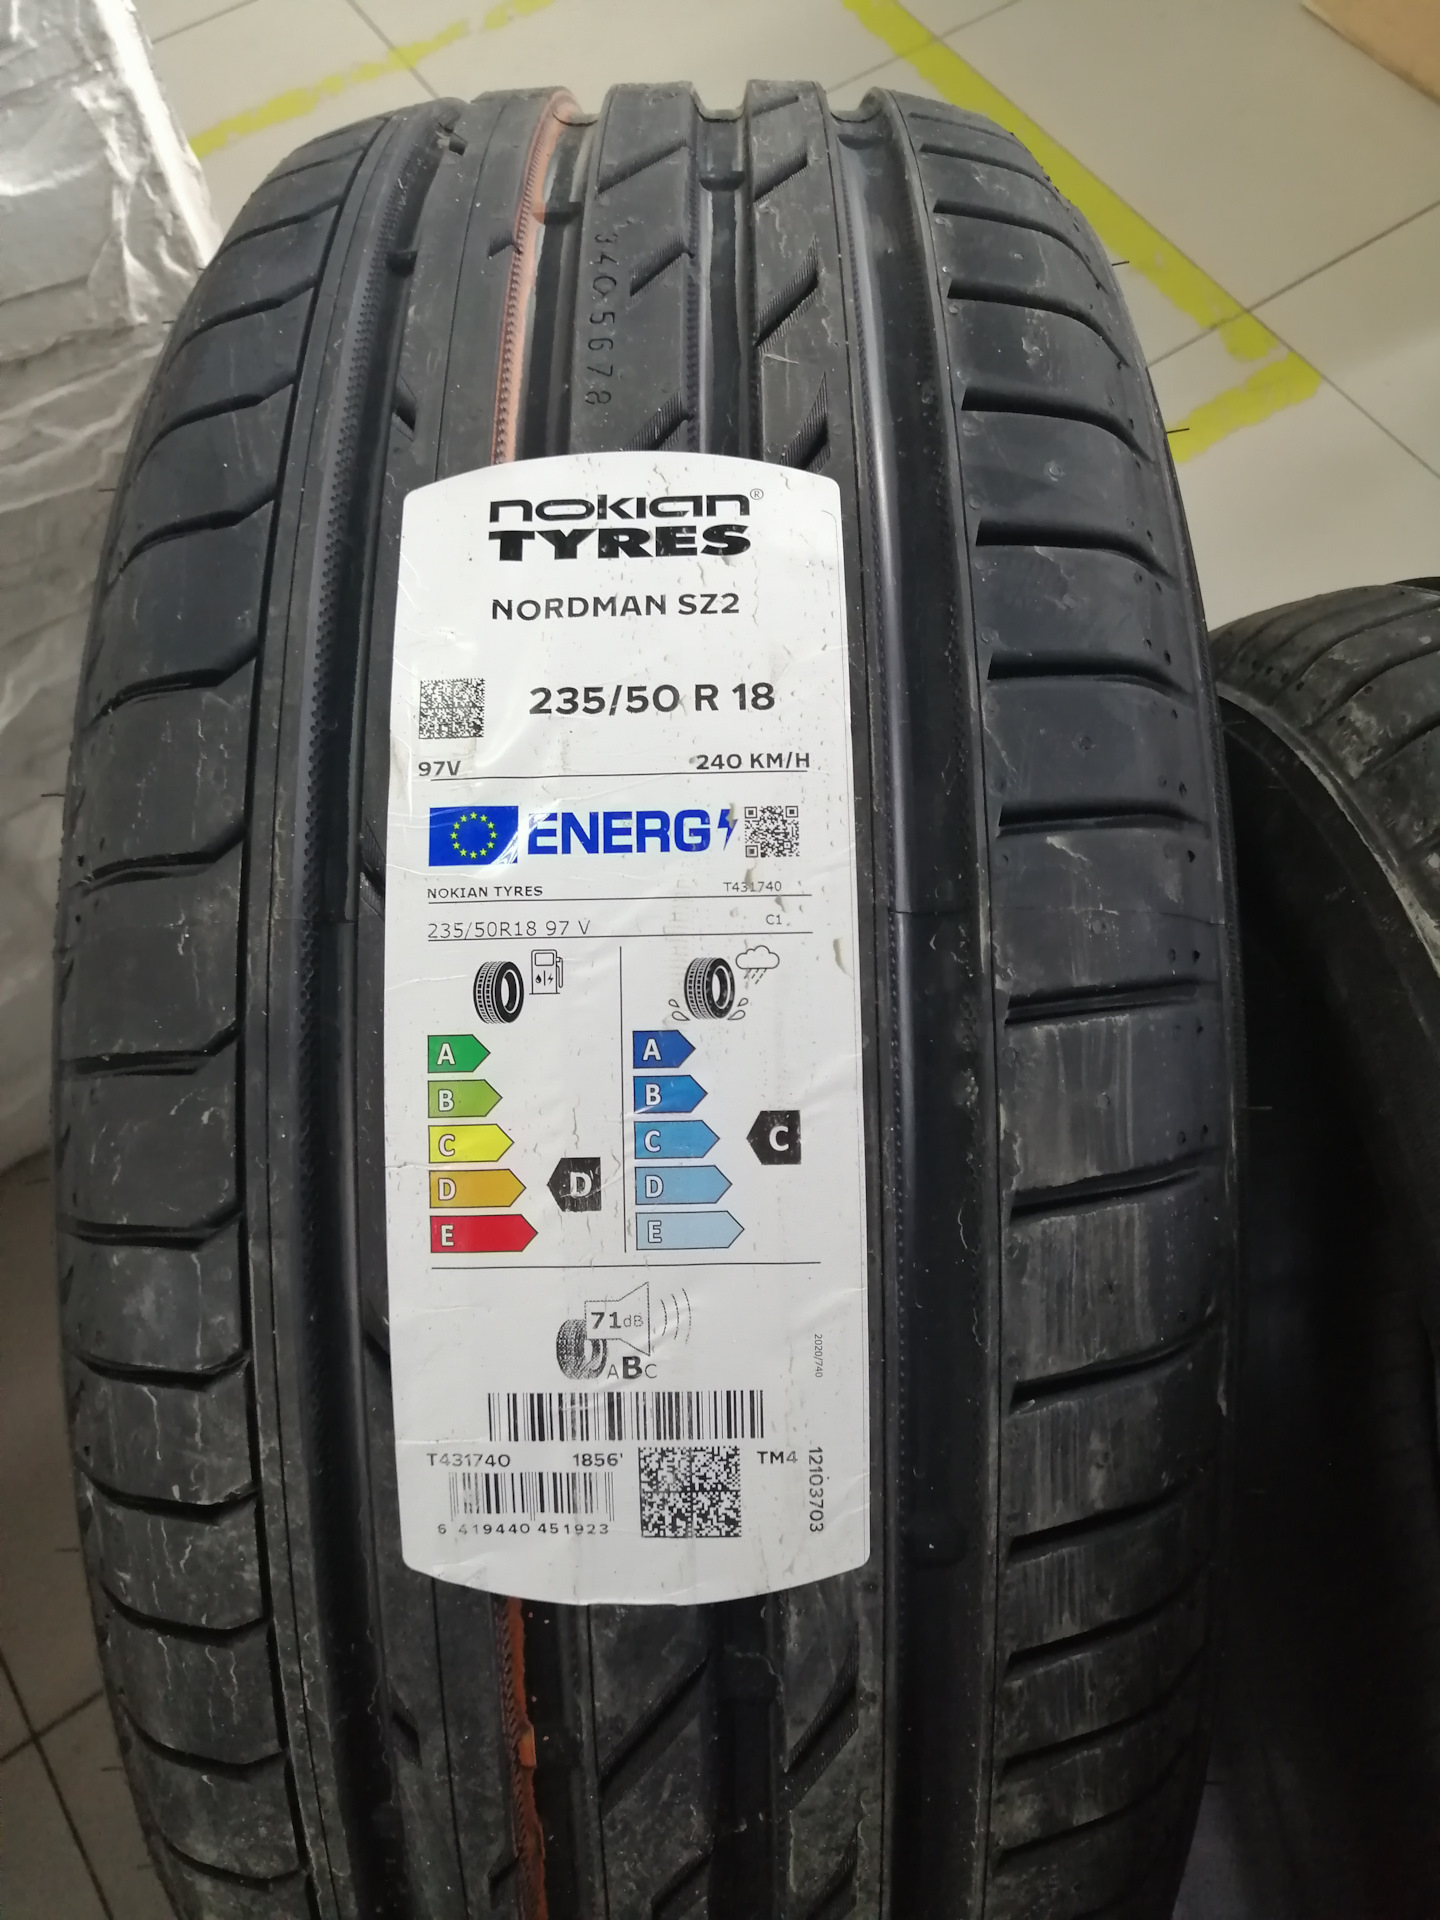 3405678
nokian®
TYRES
NORDMAN SZ2
235/50 R 18
97V 240 KM/H
ENERG
NOKIAN TYRES T431740
235/50R18 97 V C1
A A
B B
C C C
D D D
E E
71dB
ABC
2020/740
T431740 1856' TM4
12103703
6 419440 451923